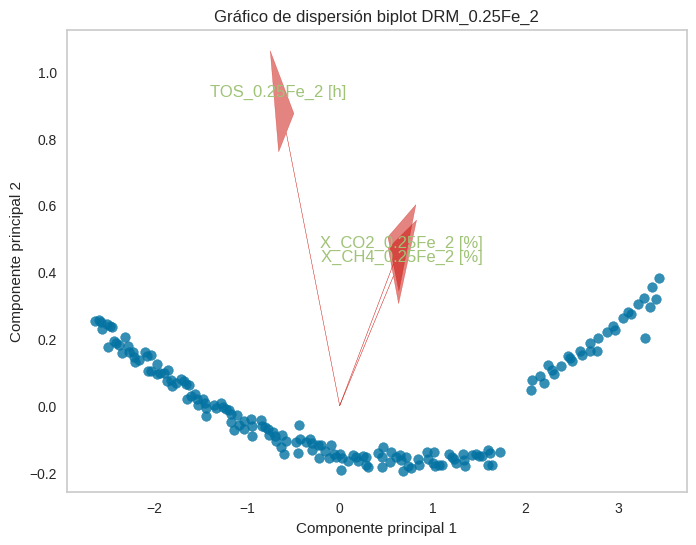 Gráfico de dispersión biplot DRM_0.25Fe_2
Componente principal 2
1.0
0.8
0.6
0.4
0.2
0.0
−0.2
TOS_0.25Fe_2 [h]
X_CO2_0.25Fe_2 [%]
X_CH4_0.25Fe_2 [%]
−2
−1
0
1
2
3
Componente principal 1